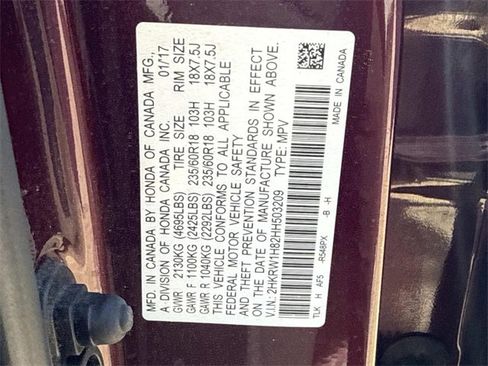 MFD. IN CANADA BY HONDA OF CANADA MFG.,
A DIVISION OF HONDA CANADA INC. 01/17
GVWR 2130KG (4695LBS) TIRE SIZE RIM SIZE
GAWR F 1100KG (2425LBS) 235/60R18 103H 18X7.5J
GAWR R 1040KG (2292LBS) 235/60R18 103H 18X7.5J
THIS VEHICLE CONFORMS TO ALL APPLICABLE
FEDERAL MOTOR VEHICLE SAFETY
AND THEFT PREVENTION STANDARDS IN EFFECT
ON THE DATE OF MANUFACTURE SHOWN ABOVE.
V.I.N.: 2HKRW1H82HH503209 TYPE: MPV
TLK H AF5 -R548PX -B -H
MADE IN CANADA